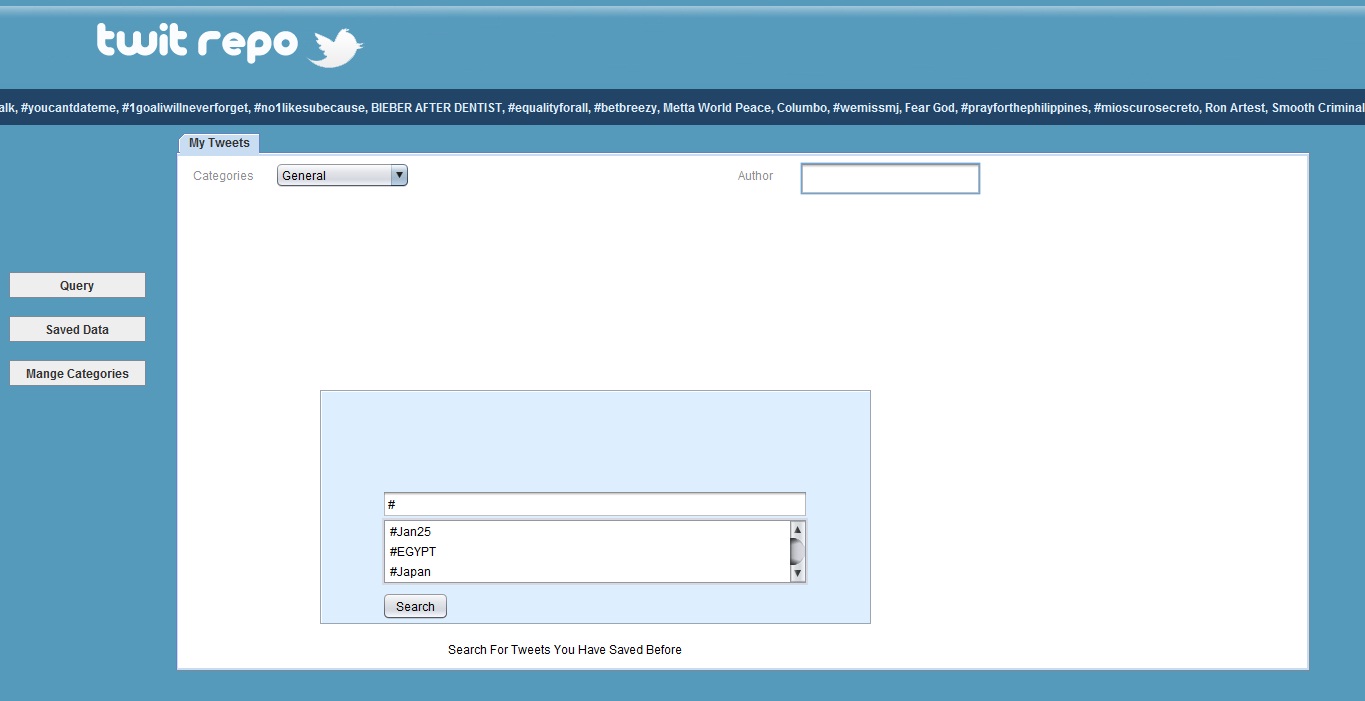 twit repo
alk, #youcantdateme, #1goaliwillneverforget, #no1likesubecause, BIEBER AFTER DENTIST, #equalityforall, #betbreezy, Metta World Peace, Columbo, #wemissmj, Fear God, #prayforthephilippines, #mioscurosecreto, Ron Artest, Smooth Criminal
My Tweets
Categories General Author
Query
Saved Data
Mange Categories
#
#Jan25
#EGYPT
#Japan
Search
Search For Tweets You Have Saved Before